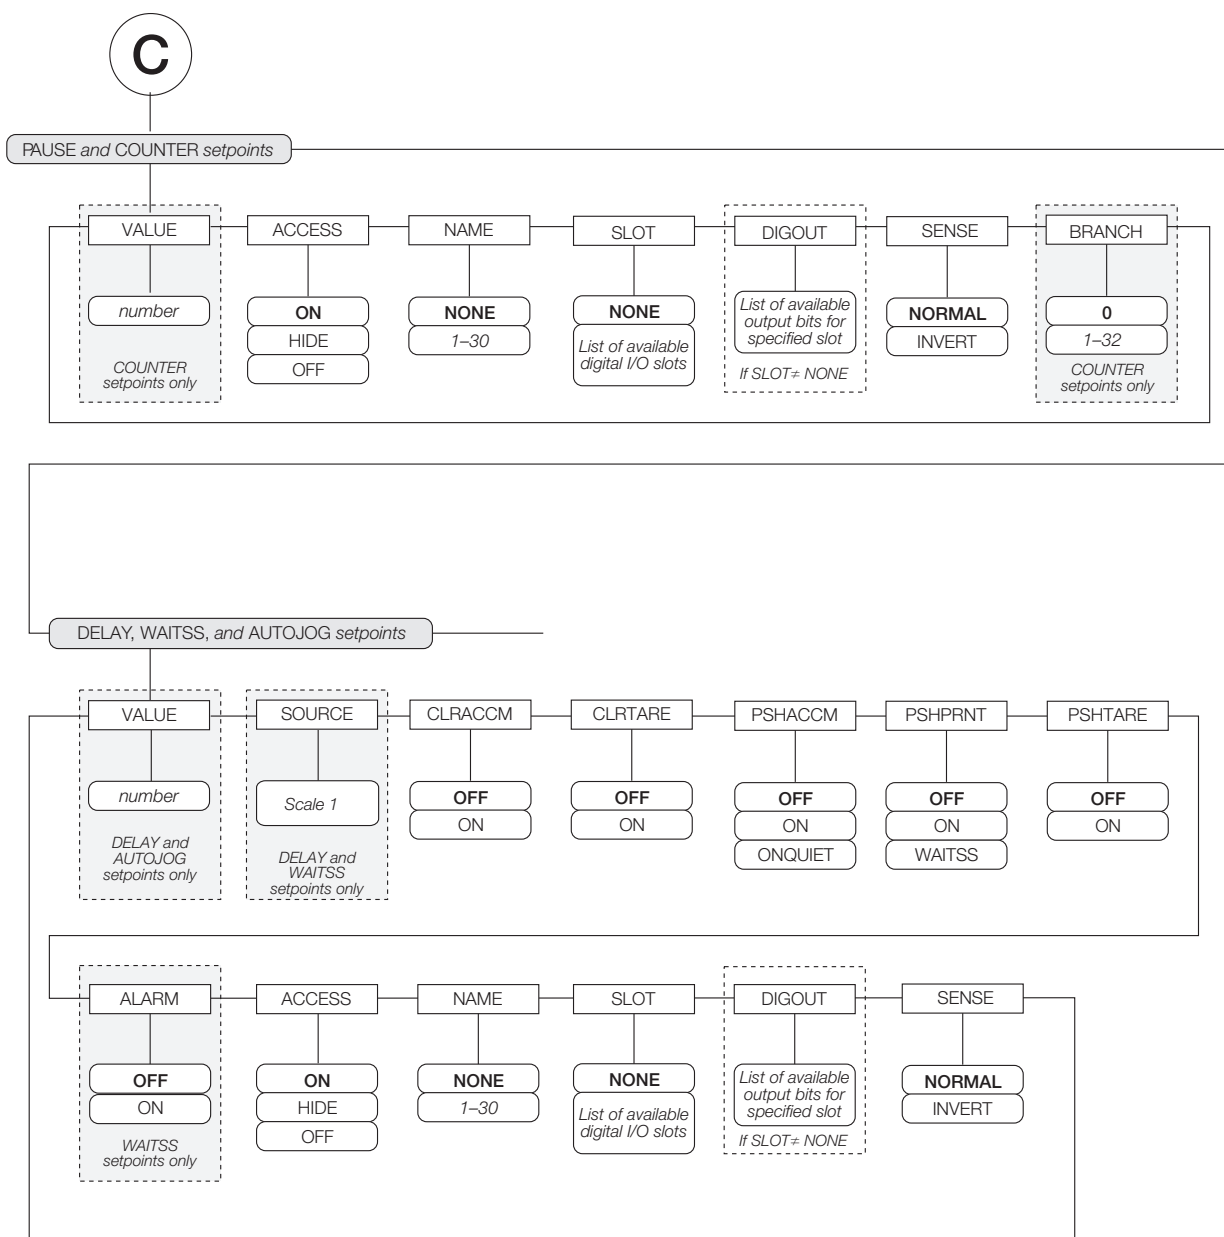 C
PAUSE and COUNTER setpoints
VALUE
ACCESS
NAME
SLOT
DIGOUT
SENSE
BRANCH
number
COUNTER
setpoints only
ON
HIDE
OFF
NONE
1–30
NONE
List of available
digital I/O slots
List of available
output bits for
specified slot
If SLOT≠ NONE
NORMAL
INVERT
0
1–32
COUNTER
setpoints only
DELAY, WAITSS, and AUTOJOG setpoints
VALUE
SOURCE
CLRACCM
CLRTARE
PSHACCM
PSHPRNT
PSHTARE
number
DELAY and
AUTOJOG
setpoints only
Scale 1
DELAY and
WAITSS
setpoints only
OFF
ON
OFF
ON
OFF
ON
ONQUIET
OFF
ON
WAITSS
OFF
ON
ALARM
ACCESS
NAME
SLOT
DIGOUT
SENSE
OFF
ON
WAITSS
setpoints only
ON
HIDE
OFF
NONE
1–30
NONE
List of available
digital I/O slots
List of available
output bits for
specified slot
If SLOT≠ NONE
NORMAL
INVERT